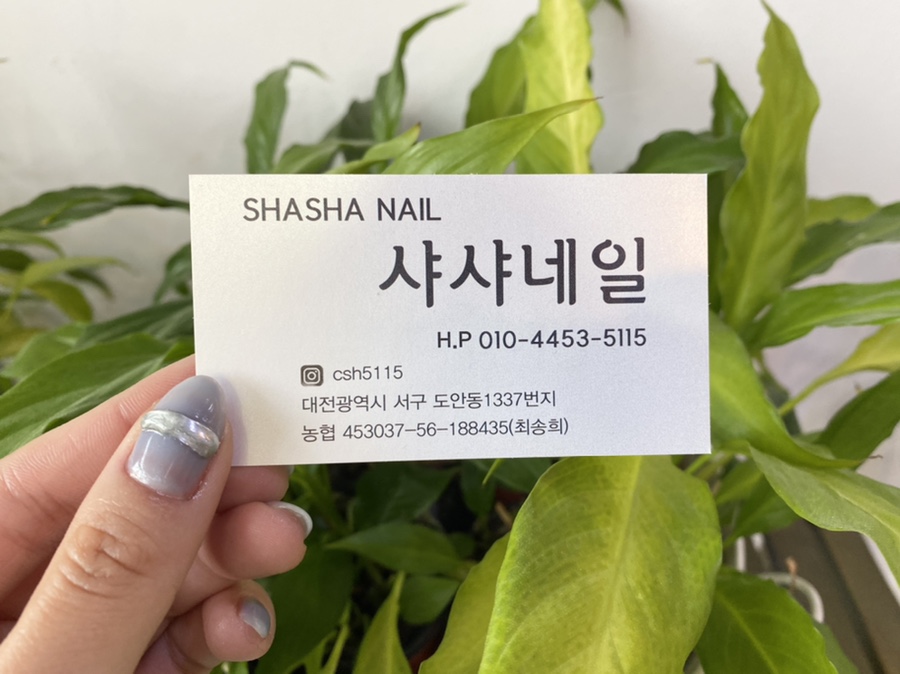 SHASHA NAIL
샤샤네일
H.P 010-4453-5115
csh5115
대전광역시 서구 도안동1337번지
농협 453037-56-188435(최송희)